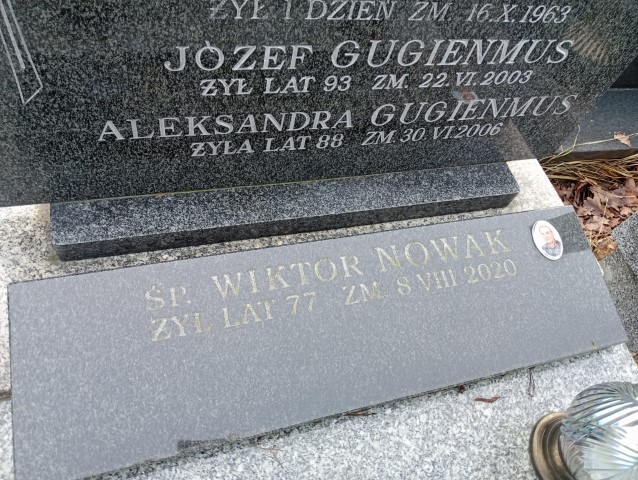 ŻYŁ 1 DZIEŃ ZM. 16.X.1963
JÓZEF GUGIENMUS
ŻYŁ LAT 93 ZM. 22.VI.2003
ALEKSANDRA GUGIENMUS
ŻYŁA LAT 88 ZM. 30 VI.2006
ŚP. WIKTOR NOWAK
ŻYŁ LAT 77 ZM. 8 VIII 2020